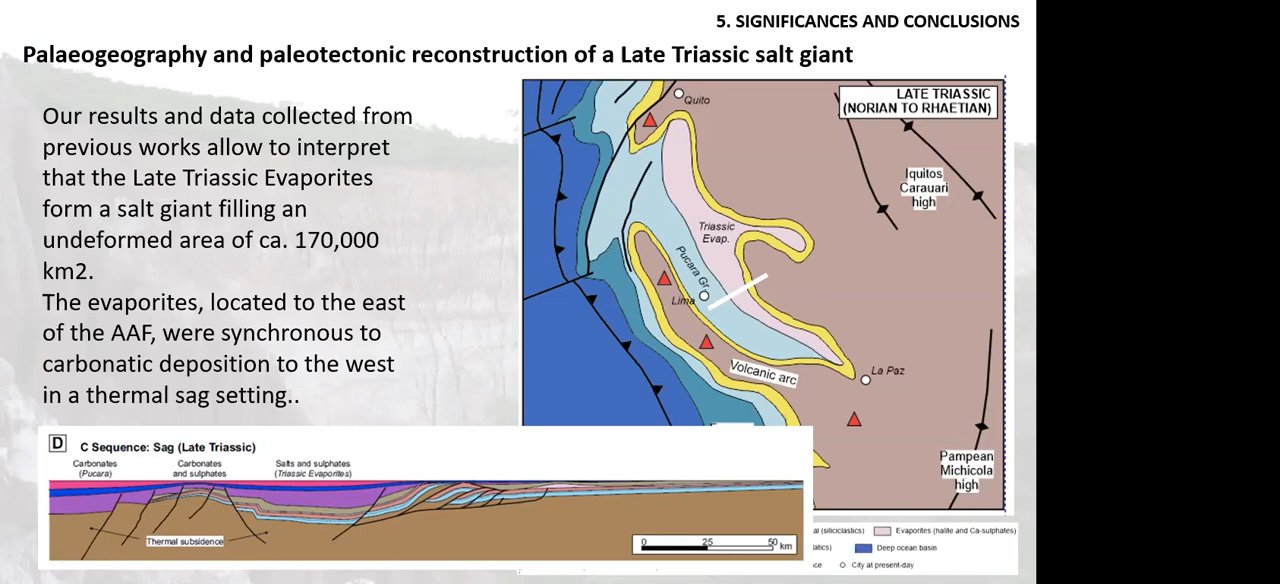 5. SIGNIFICANCES AND CONCLUSIONS
Palaeogeography and paleotectonic reconstruction of a Late Triassic salt giant
Our results and data collected from
previous works allow to interpret
that the Late Triassic Evaporites
form a salt giant filling an
undeformed area of ca. 170,000
km2.
The evaporites, located to the east
of the AAF, were synchronous to
carbonatic deposition to the west
in a thermal sag setting..
LATE TRIASSIC
(NORIAN TO RHAETIAN)
Quito
Iquitos
Carauari
high
Triassic
Evap.
Pucara Gr.
Lima
Volcanic arc
La Paz
Pampean
Michicola
high
D
C Sequence: Sag (Late Triassic)
Carbonates
(Pucara)
Carbonates
and sulphates
Salts and sulphates
(Triassic Evaporites)
Thermal subsidence
0 25 50 km
al (siliciclastics)
Evaporites (halite and Ca-sulphates)
Deep ocean basin
City at present-day